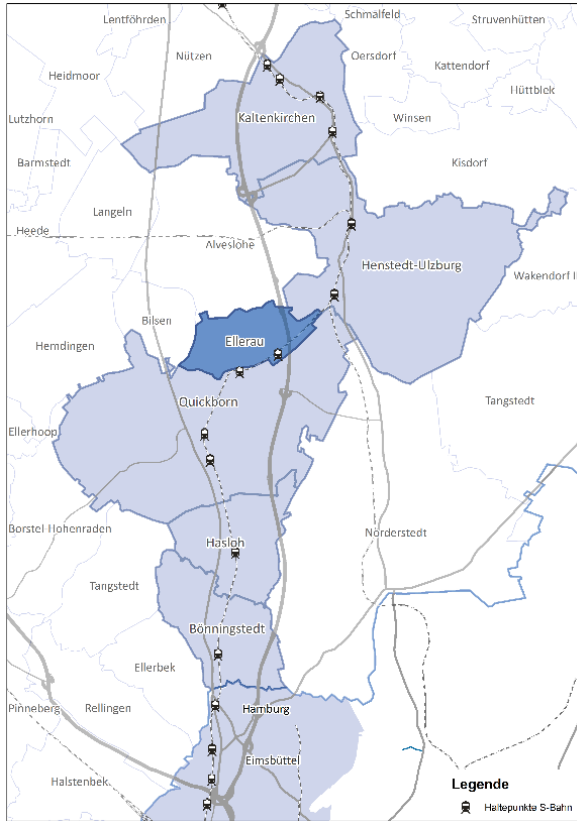 Lentföhrden
Schmalfeld
Struvenhütten
Nützen
Oersdorf
Kattendorf
Heidmoor
Hüttblek
Lutzhorn
Kaltenkirchen
Winsen
Barmstedt
Kisdorf
Langeln
Heede
Alveslohe
Henstedt-Ulzburg
Wakendorf II
Bilsen
Ellerau
Hemdingen
Quickborn
Tangstedt
Ellerhoop
Borstel-Hohenraden
Norderstedt
Hasloh
Tangstedt
Bönningstedt
Ellerbek
Pinneberg
Rellingen
Hamburg
Eimsbüttel
Halstenbek
Legende
Haltepunkte S-Bahn